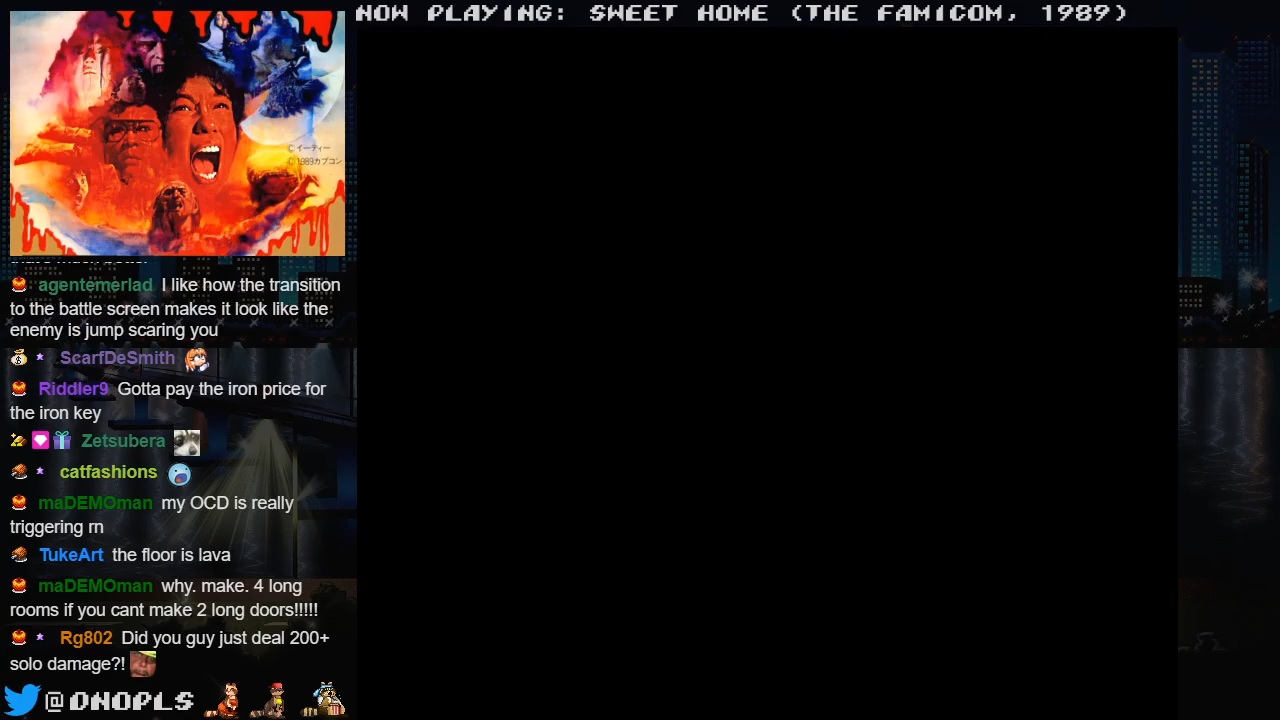 NOW PLAYING: SWEET HOME (THE FAMICOM, 1989)
© イーティー
© 1989カプコン
agentemerlad I like how the transition
to the battle screen makes it look like the
enemy is jump scaring you
ScarfDeSmith
Riddler9 Gotta pay the iron price for
the iron key
Zetsubera
catfashions
maDEMOman my OCD is really
triggering rn
TukeArt the floor is lava
maDEMOman why. make. 4 long
rooms if you cant make 2 long doors!!!!!
Rg802 Did you guy just deal 200+
solo damage?!
@ONOPLS